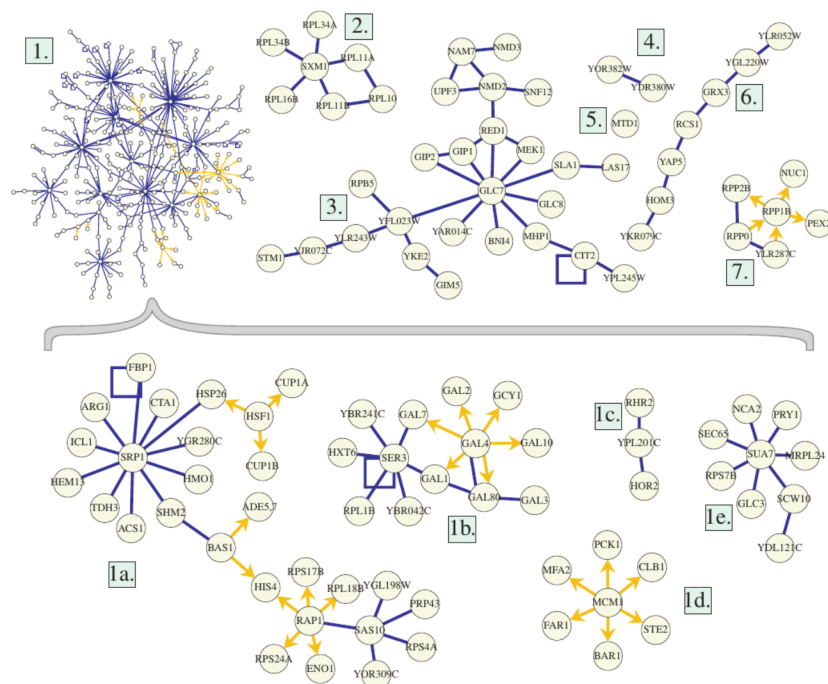 1.
2.
RPL34A
RPL34B
SXM1
RPL11A
RPL16B
RPL11B
RPL10
NAM7
NMD3
UPF3
NMD2
SNF12
RED1
GIP2
GIP1
MEK1
SLA1
LAS17
GLC7
GLC8
3.
RPB5
YFL023W
YLR243W
YJR072C
STM1
YKE2
GIM5
YAR014C
BNI4
MHP1
CIT2
YPL245W
4.
YOR382W
YDR380W
5.
MTD1
YLR052W
YGL220W
GRX3
6.
RCS1
YAP5
HOM3
YKR079C
NUC1
RPP2B
RPP1B
PEX2
RPP0
YLR287C
7.
FBP1
HSP26
CUP1A
ARG1
CTA1
HSF1
ICL1
YGR280C
SRP1
CUP1B
HEM13
HMO1
TDH3
SHM2
ADE5,7
ACS1
BAS1
1a.
HIS4
RPS17B
RPL18B
YGL198W
PRP43
RAP1
SAS10
RPS24A
ENO1
RPS4A
YOR309C
GAL2
GCY1
YBR241C
GAL7
GAL4
GAL10
HXT6
SER3
GAL1
GAL80
GAL3
RPL1B
YBR042C
1b.
1c.
RHR2
YPL201C
HOR2
PCK1
MFA2
CLB1
1d.
MCM1
FAR1
STE2
BAR1
NCA2
PRY1
SEC65
SUA7
MRPL24
RPS7B
GLC3
SCW10
1e.
YDL121C